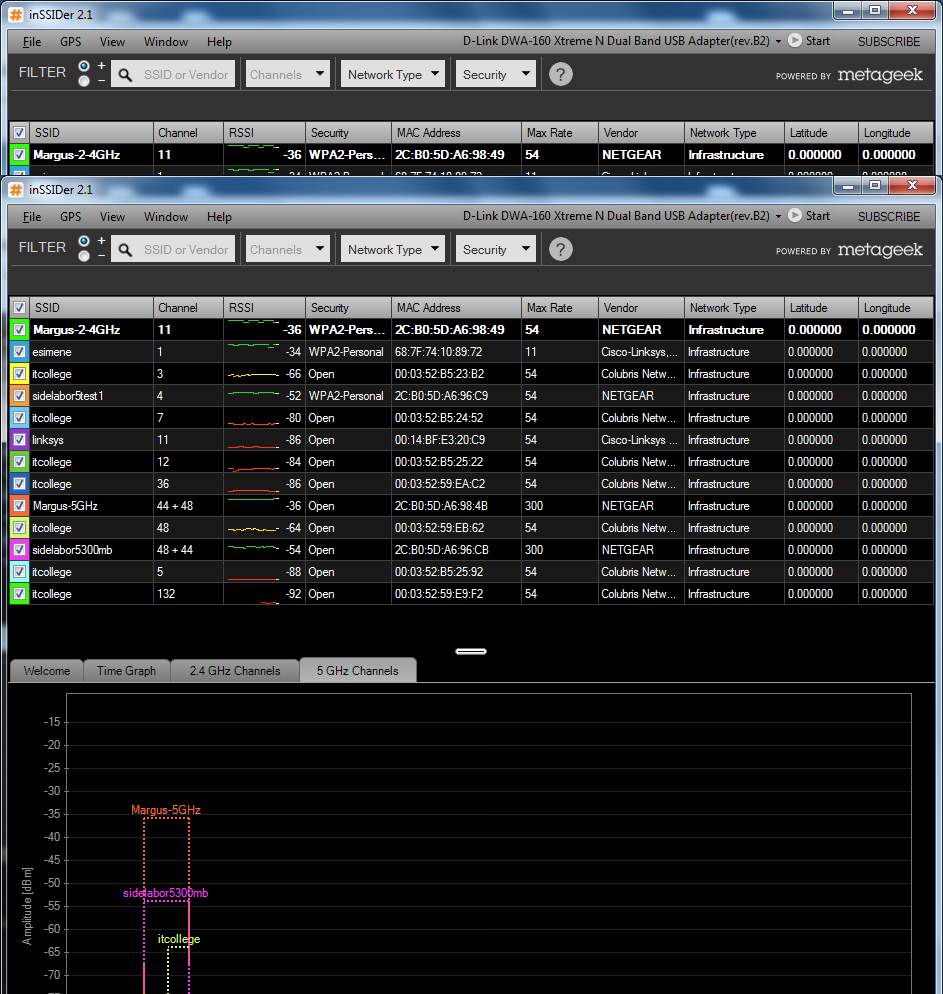 inSSIDer 2.1
File GPS View Window Help D-Link DWA-160 Xtreme N Dual Band USB Adapter(rev.B2) Start SUBSCRIBE
FILTER + - SSID or Vendor Channels Network Type Security ? POWERED BY metageek
SSID Channel RSSI Security MAC Address Max Rate Vendor Network Type Latitude Longitude
Margus-2-4GHz 11 -36 WPA2-Pers... 2C:B0:5D:A6:98:49 54 NETGEAR Infrastructure 0.000000 0.000000
inSSIDer 2.1
File GPS View Window Help D-Link DWA-160 Xtreme N Dual Band USB Adapter(rev.B2) Start SUBSCRIBE
FILTER + - SSID or Vendor Channels Network Type Security ? POWERED BY metageek
SSID Channel RSSI Security MAC Address Max Rate Vendor Network Type Latitude Longitude
Margus-2-4GHz 11 -36 WPA2-Pers... 2C:B0:5D:A6:98:49 54 NETGEAR Infrastructure 0.000000 0.000000
esimene 1 -34 WPA2-Personal 68:7F:74:10:89:72 11 Cisco-Linksys,... Infrastructure 0.000000 0.000000
itcollege 3 -66 Open 00:03:52:B5:23:B2 54 Colubris Netw... Infrastructure 0.000000 0.000000
sidelabor5test1 4 -52 WPA2-Personal 2C:B0:5D:A6:96:C9 54 NETGEAR Infrastructure 0.000000 0.000000
itcollege 7 -80 Open 00:03:52:B5:24:52 54 Colubris Netw... Infrastructure 0.000000 0.000000
linksys 11 -86 Open 00:14:BF:E3:20:C9 54 Cisco-Linksys ... Infrastructure 0.000000 0.000000
itcollege 12 -84 Open 00:03:52:B5:25:22 54 Colubris Netw... Infrastructure 0.000000 0.000000
itcollege 36 -86 Open 00:03:52:59:EA:C2 54 Colubris Netw... Infrastructure 0.000000 0.000000
Margus-5GHz 44 + 48 -36 Open 2C:B0:5D:A6:98:4B 300 NETGEAR Infrastructure 0.000000 0.000000
itcollege 48 -64 Open 00:03:52:59:EB:62 54 Colubris Netw... Infrastructure 0.000000 0.000000
sidelabor5300mb 48 + 44 -54 Open 2C:B0:5D:A6:96:CB 300 NETGEAR Infrastructure 0.000000 0.000000
itcollege 5 -88 Open 00:03:52:B5:25:92 54 Colubris Netw... Infrastructure 0.000000 0.000000
itcollege 132 -92 Open 00:03:52:59:E9:F2 54 Colubris Netw... Infrastructure 0.000000 0.000000
Welcome Time Graph 2.4 GHz Channels 5 GHz Channels
Amplitude [dBm]
-15
-20
-25
-30
-35
-40
-45
-50
-55
-60
-65
-70
Margus-5GHz
sidelabor5300mb
itcollege